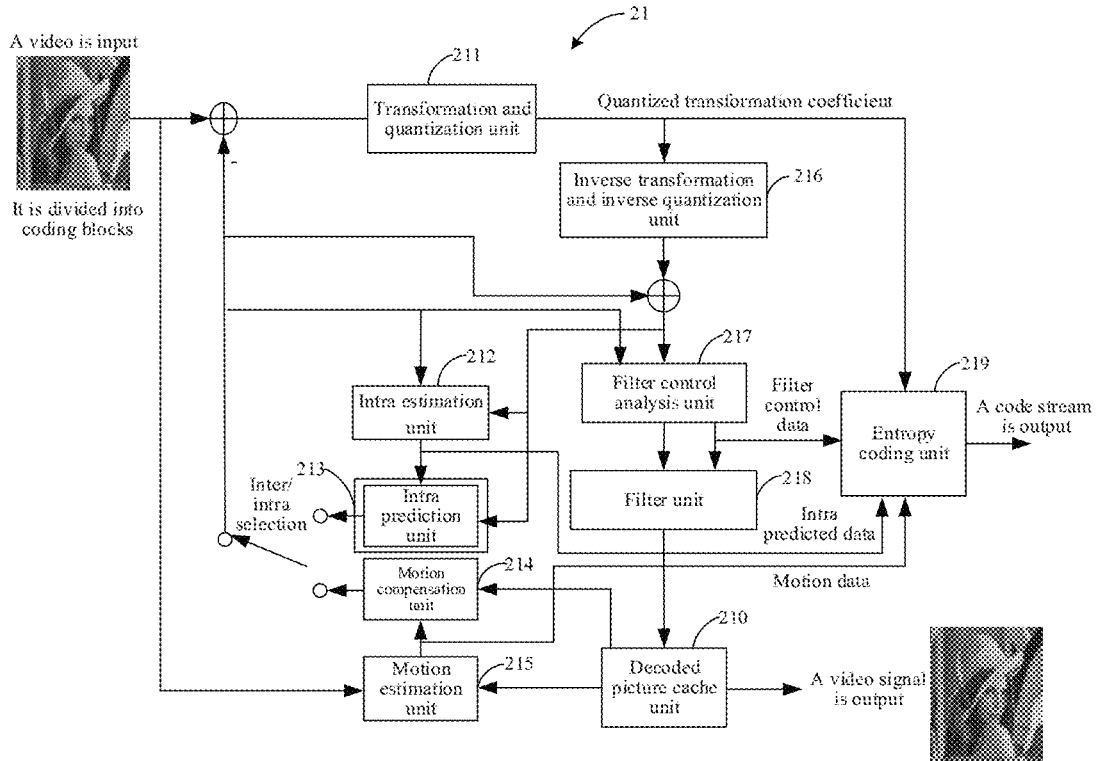 21
A video is input
211
Transformation and
quantization unit
Quantized transformation coefficient
-
Inverse transformation
and inverse quantization
unit
216
It is divided into
coding blocks
217
212
219
Intra estimation
unit
Filter control
analysis unit
Filter
control
data
Entropy
coding unit
A code stream
is output
213
Inter/
intra
selection
Intra
prediction
unit
Filter unit
218
Intra
predicted data
214
Motion
compensation
unit
Motion data
210
215
Motion
estimation
unit
Decoded
picture cache
unit
A video signal
is output